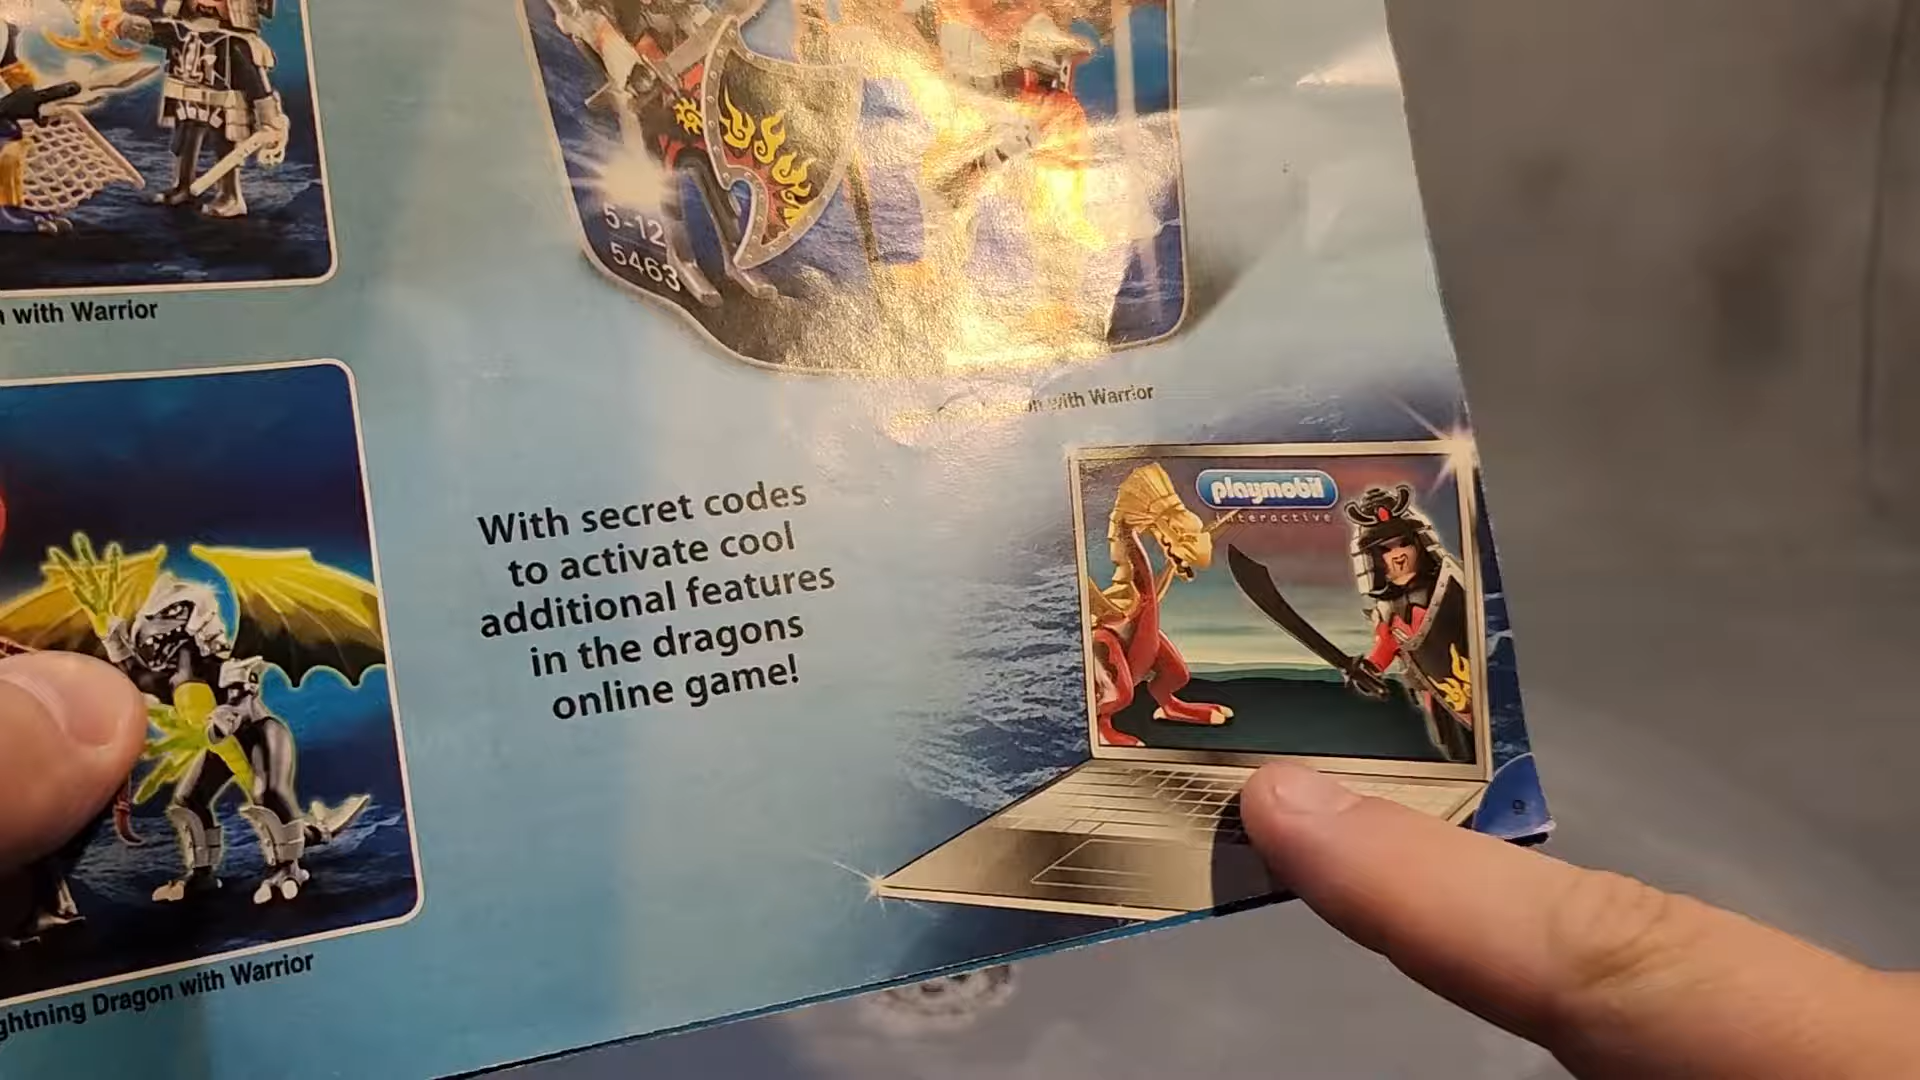 5-12
5463
with Warrior
with Warrior
playmobil
interactive
With secret codes
to activate cool
additional features
in the dragons
online game!
9
Dragon with Warrior